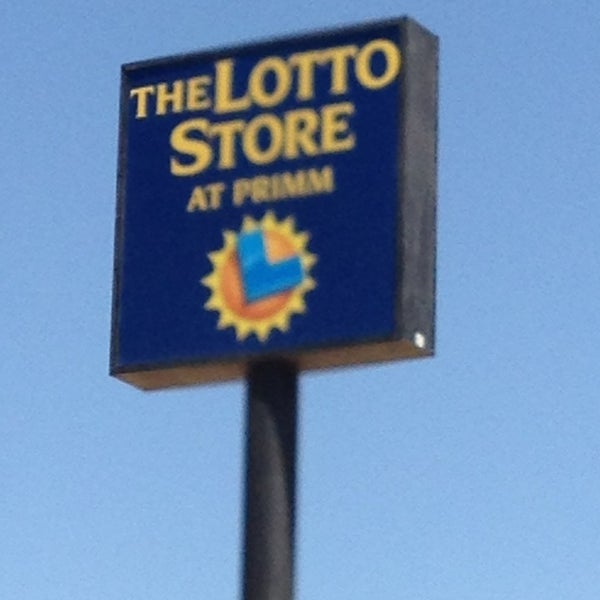 THE LOTTO
STORE
AT PRIMM
L